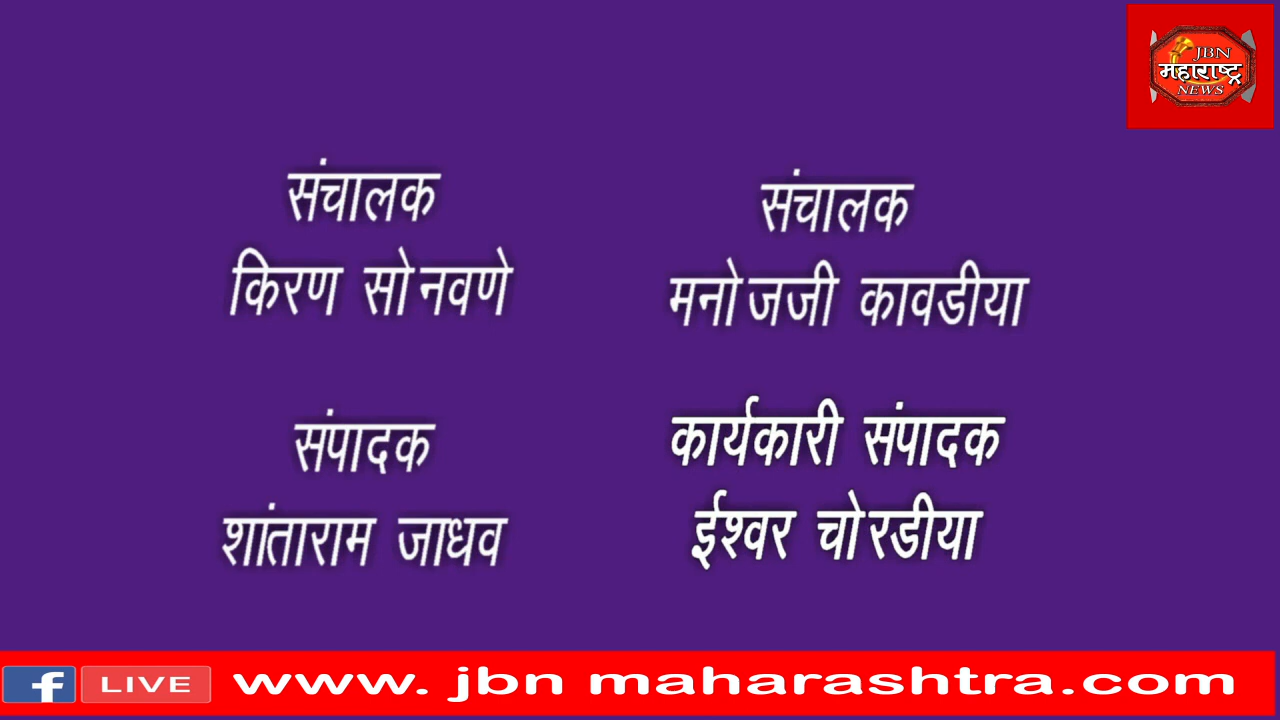 JBN
महाराष्ट्र
NEWS
संचालक
किरण सोनवणे
संचालक
मनोजजी कावडीया
संपादक
शांताराम जाधव
कार्यकारी संपादक
ईश्वर चोरडीया
f LIVE www. jbn maharashtra.com